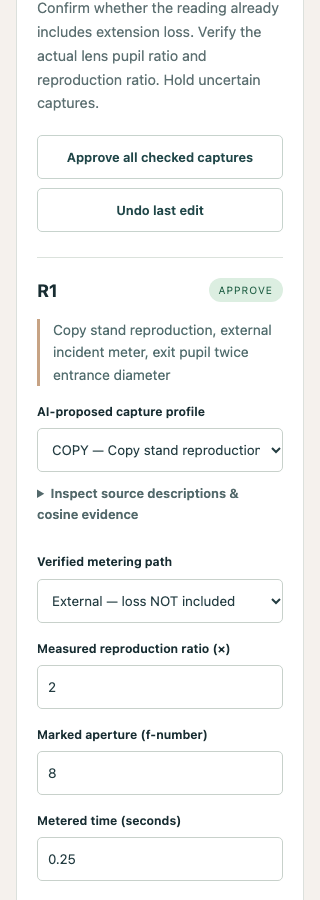 Confirm whether the reading already
includes extension loss. Verify the
actual lens pupil ratio and
reproduction ratio. Hold uncertain
captures.
Approve all checked captures
Undo last edit
R1
APPROVE
Copy stand reproduction, external
incident meter, exit pupil twice
entrance diameter
AI-proposed capture profile
COPY — Copy stand reproduction
▶ Inspect source descriptions &
cosine evidence
Verified metering path
External — loss NOT included
Measured reproduction ratio (×)
2
Marked aperture (f-number)
8
Metered time (seconds)
0.25